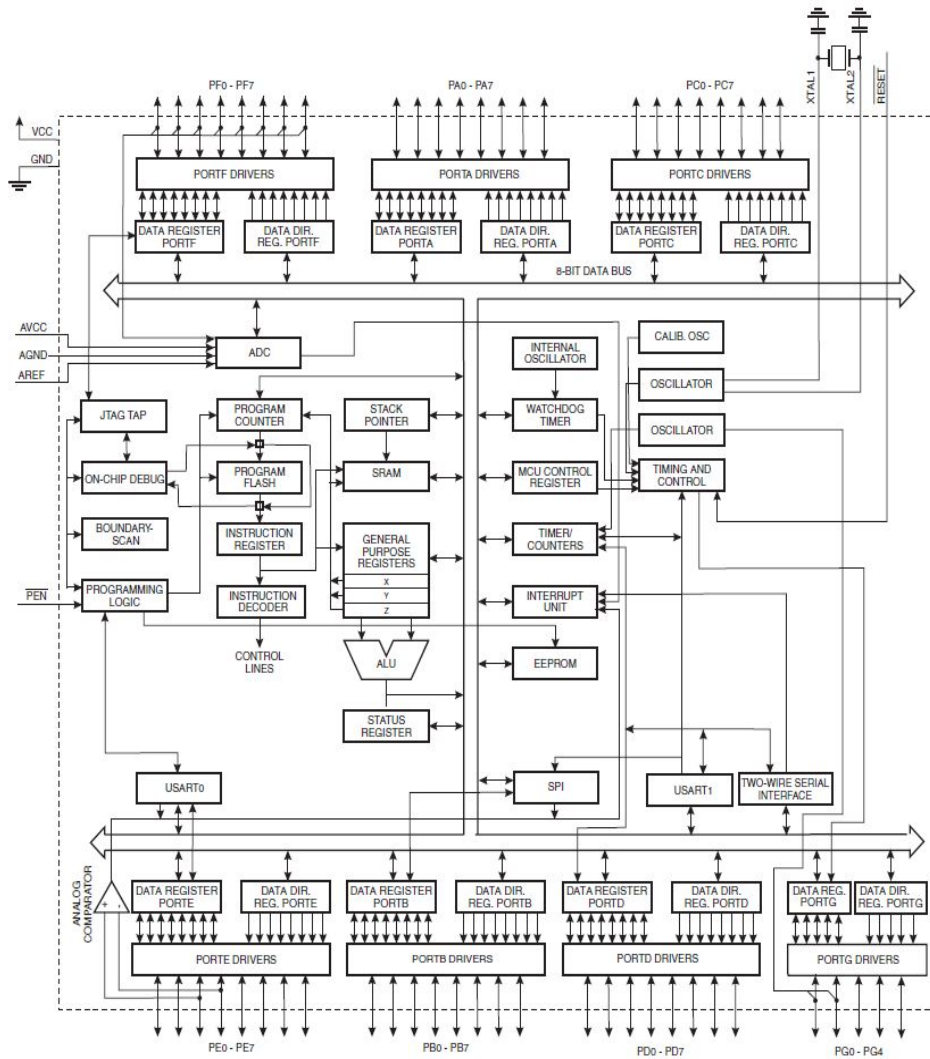 XTAL1
XTAL2
RESET
PF0 - PF7
PA0 - PA7
PC0 - PC7
VCC
GND
PORTF DRIVERS
PORTA DRIVERS
PORTC DRIVERS
DATA REGISTER
PORTF
DATA DIR.
REG. PORTF
DATA REGISTER
PORTA
DATA DIR.
REG. PORTA
DATA REGISTER
PORTC
DATA DIR.
REG. PORTC
8-BIT DATA BUS
AVCC
AGND
AREF
ADC
INTERNAL
OSCILLATOR
CALIB. OSC
OSCILLATOR
JTAG TAP
PROGRAM
COUNTER
STACK
POINTER
WATCHDOG
TIMER
OSCILLATOR
ON-CHIP DEBUG
PROGRAM
FLASH
SRAM
MCU CONTROL
REGISTER
TIMING AND
CONTROL
BOUNDARY-
SCAN
INSTRUCTION
REGISTER
GENERAL
PURPOSE
REGISTERS
X
Y
Z
TIMER/
COUNTERS
PEN
PROGRAMMING
LOGIC
INSTRUCTION
DECODER
INTERRUPT
UNIT
CONTROL
LINES
ALU
EEPROM
STATUS
REGISTER
USART0
SPI
USART1
TWO-WIRE SERIAL
INTERFACE
ANALOG
COMPARATOR
+
-
DATA REGISTER
PORTE
DATA DIR.
REG. PORTE
DATA REGISTER
PORTB
DATA DIR.
REG. PORTB
DATA REGISTER
PORTD
DATA DIR.
REG. PORTD
DATA REG.
PORTG
DATA DIR.
REG. PORTG
PORTE DRIVERS
PORTB DRIVERS
PORTD DRIVERS
PORTG DRIVERS
PE0 - PE7
PB0 - PB7
PD0 - PD7
PG0 - PG4